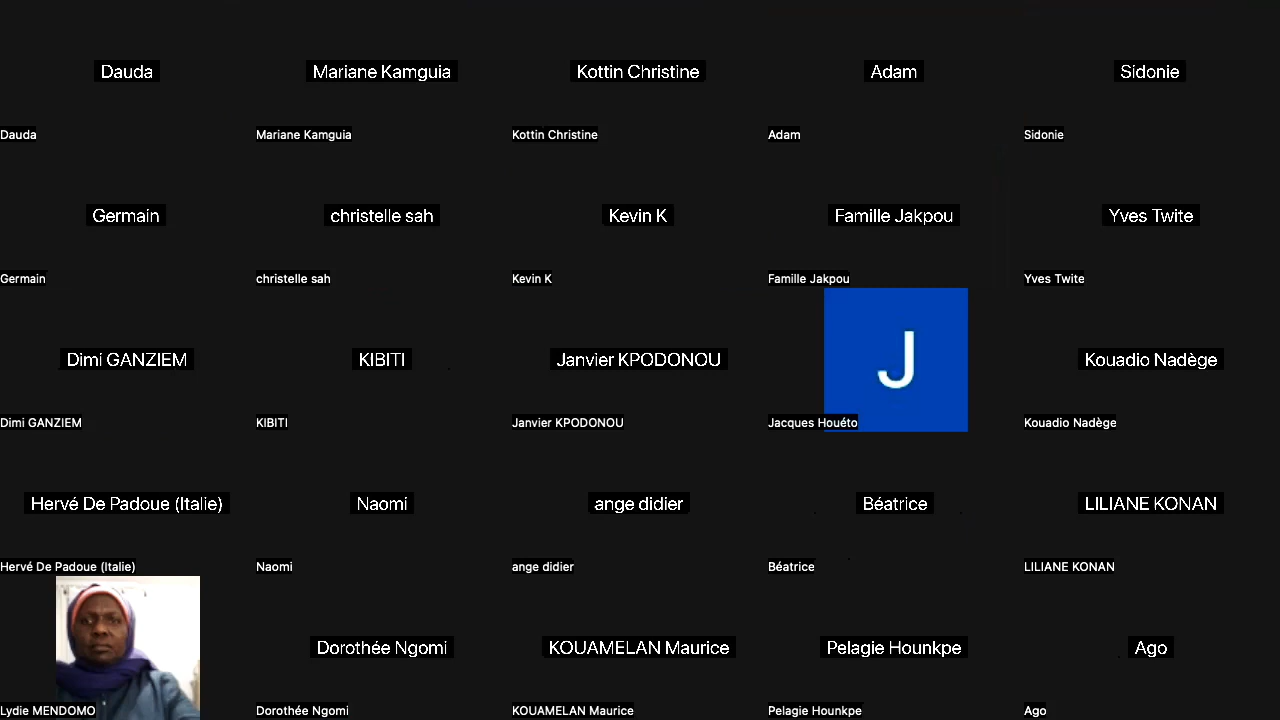 Dauda
Mariane Kamguia
Kottin Christine
Adam
Sidonie
Dauda
Mariane Kamguia
Kottin Christine
Adam
Sidonie
Germain
christelle sah
Kevin K
Famille Jakpou
Yves Twite
Germain
christelle sah
Kevin K
Famille Jakpou
Yves Twite
Dimi GANZIEM
KIBITI
Janvier KPODONOU
J
Kouadio Nadège
Dimi GANZIEM
KIBITI
Janvier KPODONOU
Jacques Houéto
Kouadio Nadège
Hervé De Padoue (Italie)
Naomi
ange didier
Béatrice
LILIANE KONAN
Hervé De Padoue (Italie)
Naomi
ange didier
Béatrice
LILIANE KONAN
Dorothée Ngomi
KOUAMELAN Maurice
Pelagie Hounkpe
Ago
Lydie MENDOMO
Dorothée Ngomi
KOUAMELAN Maurice
Pelagie Hounkpe
Ago